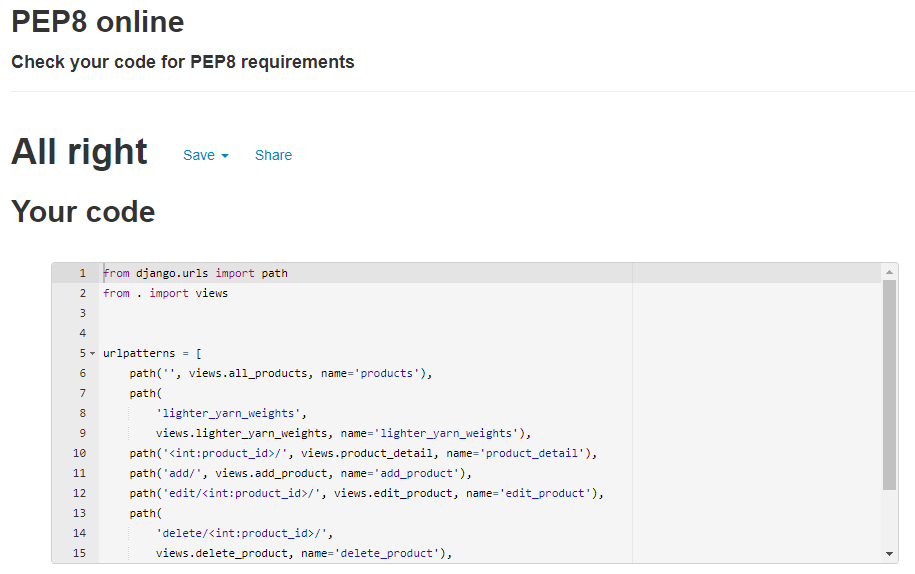 PEP8 online
Check your code for PEP8 requirements
All right Save Share
Your code
1 from django.urls import path
2 from . import views
3
4
5 urlpatterns = [
6     path('', views.all_products, name='products'),
7     path(
8         'lighter_yarn_weights',
9         views.lighter_yarn_weights, name='lighter_yarn_weights'),
10     path('<int:product_id>/', views.product_detail, name='product_detail'),
11     path('add/', views.add_product, name='add_product'),
12     path('edit/<int:product_id>/', views.edit_product, name='edit_product'),
13     path(
14         'delete/<int:product_id>/',
15         views.delete_product, name='delete_product'),